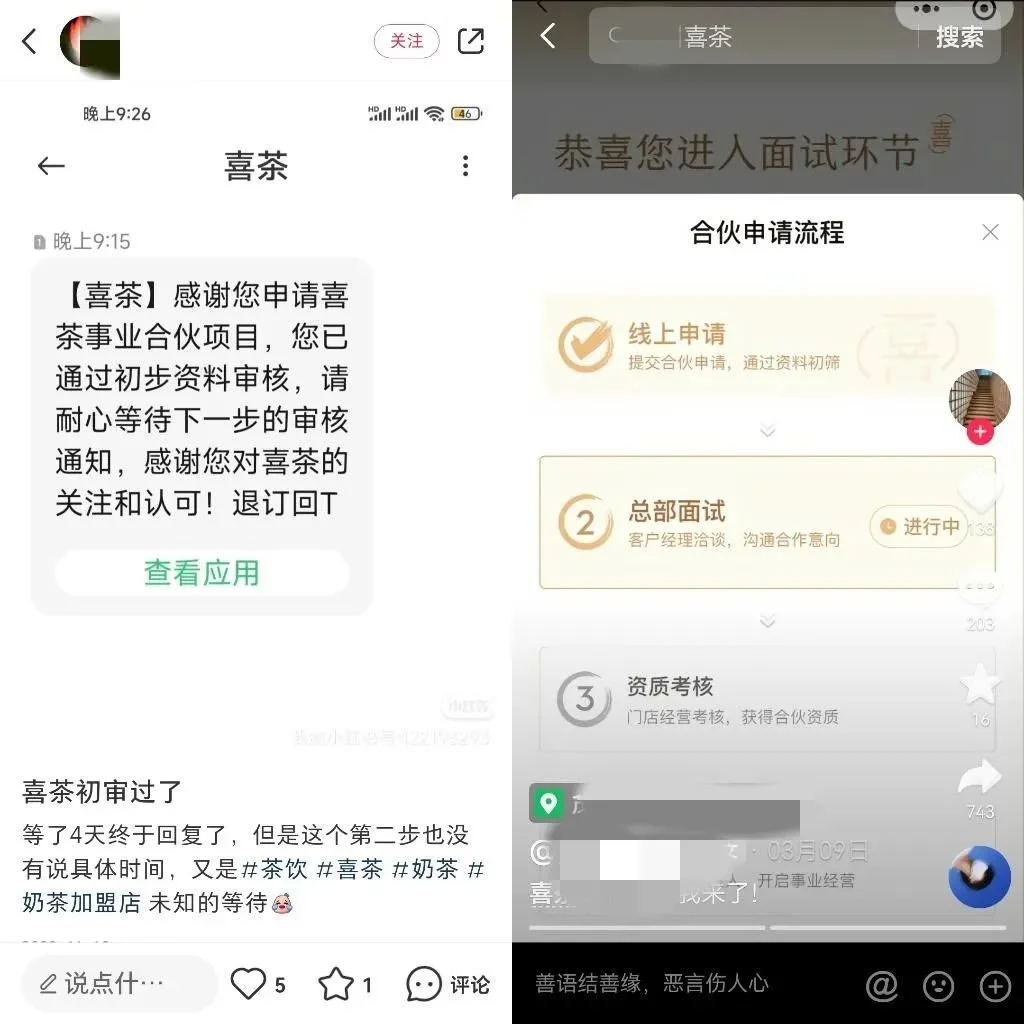 关注
晚上9:26
46
喜茶
晚上9:15
【喜茶】感谢您申请喜
茶事业合伙项目，您已
通过初步资料审核，请
耐心等待下一步的审核
通知，感谢您对喜茶的
关注和认可！退订回T
查看应用
小红书
喜茶初审过了
等了4天终于回复了，但是这个第二步也没
有说具体时间，又是#茶饮 #喜茶 #奶茶 #
奶茶加盟店 未知的等待
说点什…
5
1
评论
喜茶
搜索
恭喜您进入面试环节
喜
合伙申请流程
线上申请
提交合伙申请，通过资料初筛
喜
2
总部面试
客户经理洽谈，沟通合作意向
进行中
138
203
3
资质考核
门店经营考核，获得合伙资质
16
743
@
· 03月09日
开启事业经营
喜
我来了！
善语结善缘，恶言伤人心
@